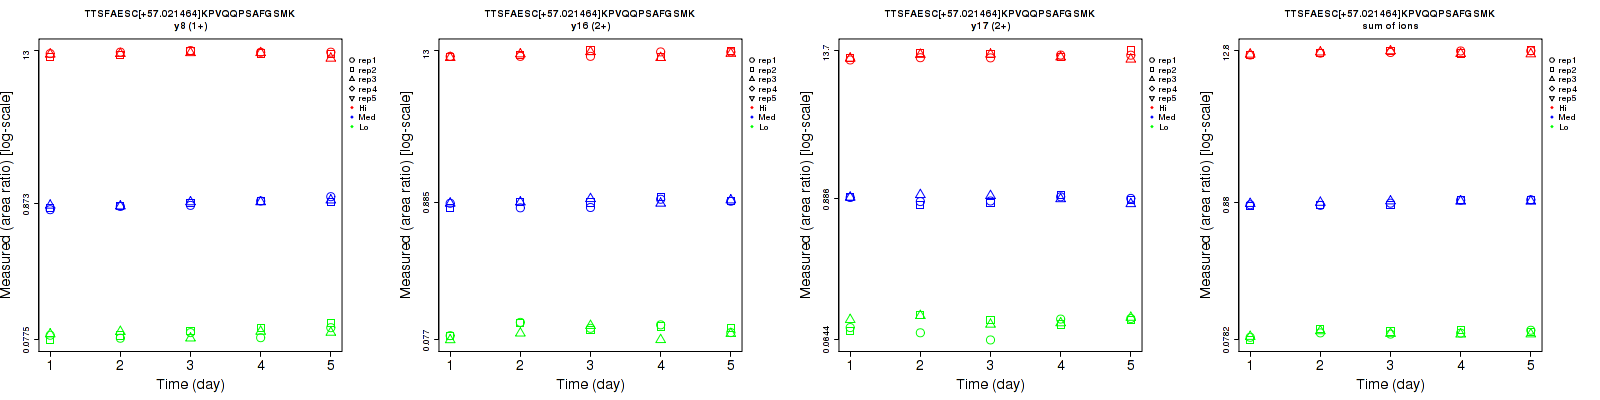 TTSFAESC[+57.021464]KPVQQPSAFGSMK
y8 (1+)
Measured (area ratio) [log-scale]
13
0.873
0.0775
1 2 3 4 5
Time (day)
rep1
rep2
rep3
rep4
rep5
Hi
Med
Lo
TTSFAESC[+57.021464]KPVQQPSAFGSMK
y16 (2+)
Measured (area ratio) [log-scale]
13
0.885
0.077
1 2 3 4 5
Time (day)
rep1
rep2
rep3
rep4
rep5
Hi
Med
Lo
TTSFAESC[+57.021464]KPVQQPSAFGSMK
y17 (2+)
Measured (area ratio) [log-scale]
13.7
0.886
0.0644
1 2 3 4 5
Time (day)
rep1
rep2
rep3
rep4
rep5
Hi
Med
Lo
TTSFAESC[+57.021464]KPVQQPSAFGSMK
sum of ions
Measured (area ratio) [log-scale]
12.8
0.88
0.0782
1 2 3 4 5
Time (day)
rep1
rep2
rep3
rep4
rep5
Hi
Med
Lo